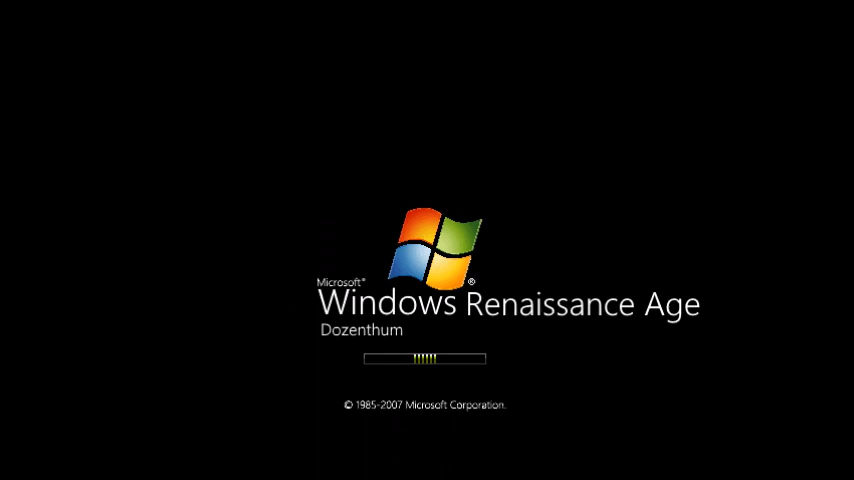 ®
Microsoft®
Windows Renaissance Age
Dozenthum
© 1985-2007 Microsoft Corporation.